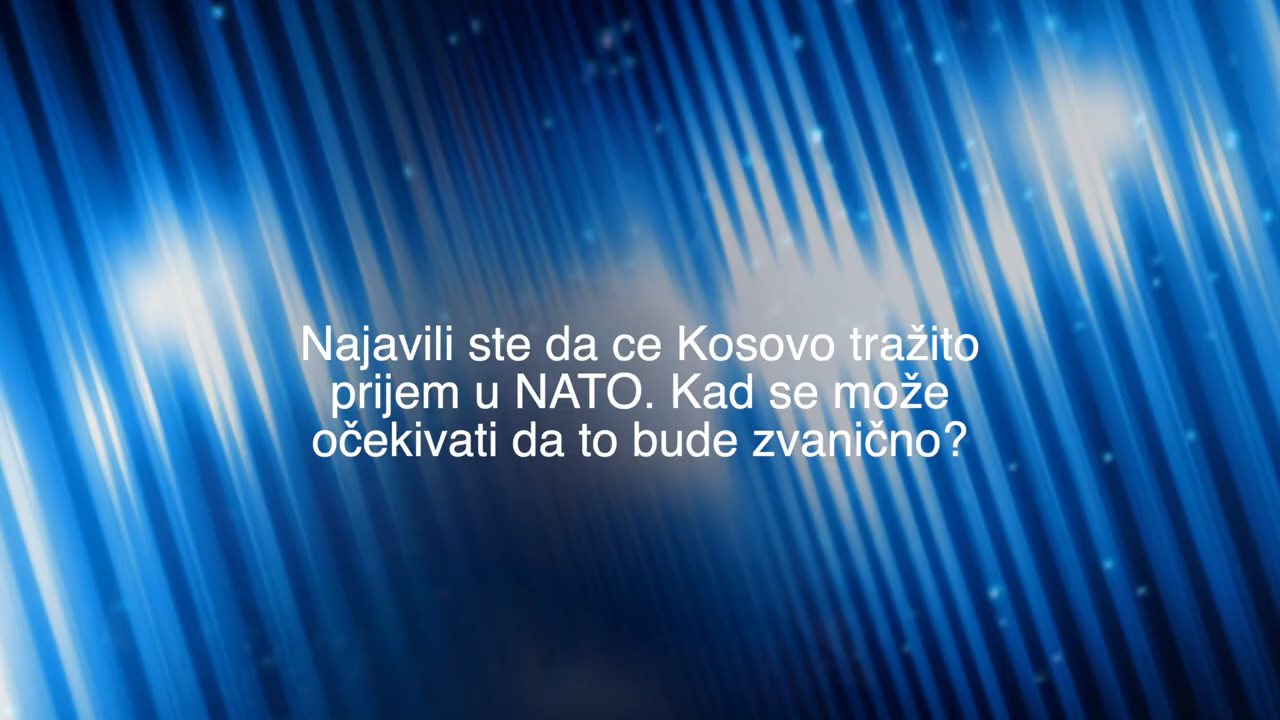 Najavili ste da ce Kosovo tražito
prijem u NATO. Kad se može
očekivati da to bude zvanično?